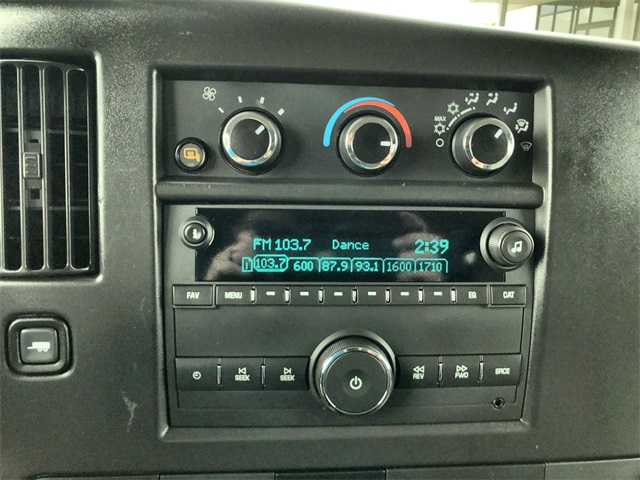 MAX
FM 103.7 Dance 2:39
1 103.7 600 87.9 93.1 1600 1710
FAV MENU EQ CAT
SEEK SEEK REV FWD SRCE